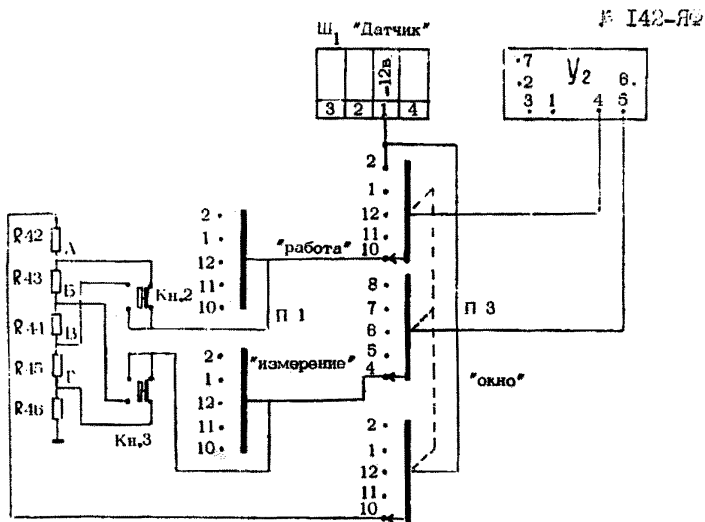 № 142-ЯФ
Ш1 "Датчик"
-12в.
3 2 1 4
7
2
3 1
У2
6
4 5
2
1
12
11
10
R42
А
R43
Б
R44
В
R45
Г
R46
Кн.2
Кн.3
2
1
12
11
10
"работа"
П 1
2
1
12
11
10
"измерение"
8
7
6
5
4
П 3
"окно"
2
1
12
11
10